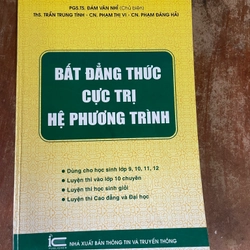 PGS.TS. ĐÀM VĂN NHỈ (Chủ biên)
ThS. TRẦN TRUNG TÌNH - CN. PHẠM THỊ VI - CN. PHẠM ĐĂNG HẢI
BẤT ĐẲNG THỨC
CỰC TRỊ
HỆ PHƯƠNG TRÌNH
• Dùng cho học sinh lớp 9, 10, 11, 12
• Luyện thi vào lớp 10 chuyên
• Luyện thi học sinh giỏi
• Luyện thi Cao đẳng và Đại học
NHÀ XUẤT BẢN THÔNG TIN VÀ TRUYỀN THÔNG